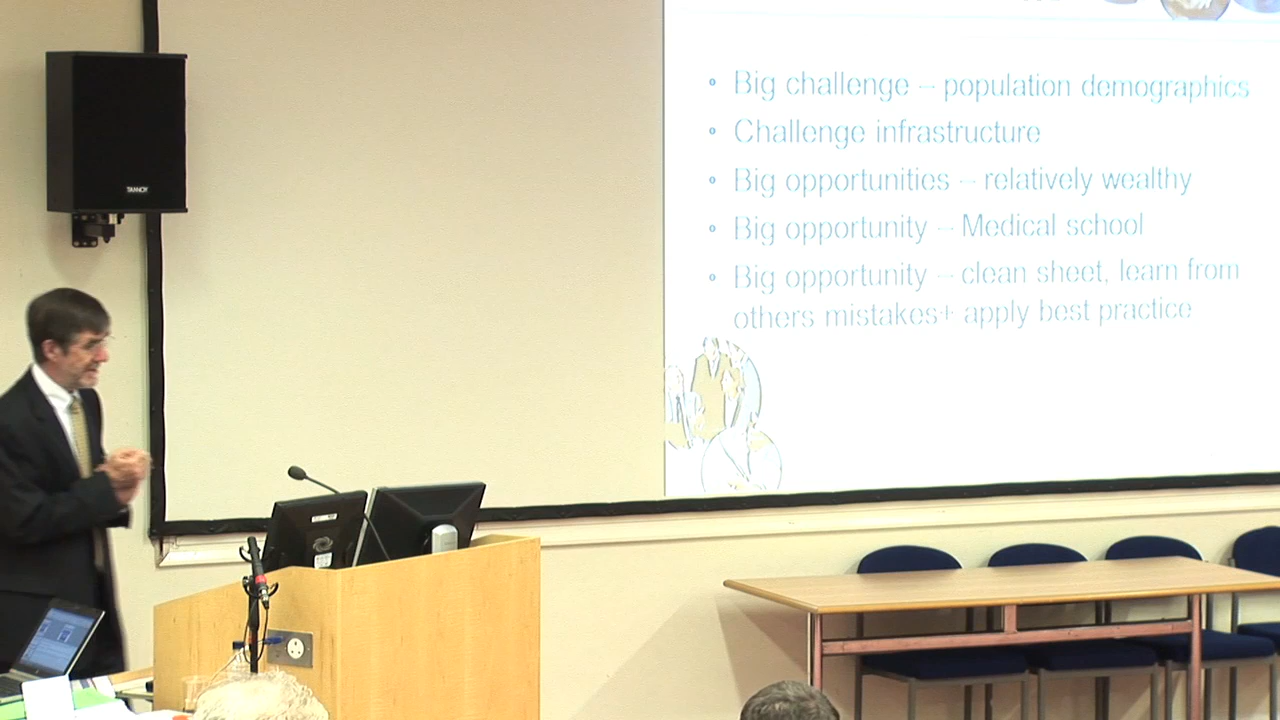 • Big challenge – population demographics
• Challenge infrastructure
• Big opportunities – relatively wealthy
• Big opportunity – Medical school
• Big opportunity – clean sheet, learn from
others mistakes+ apply best practice
TANNOY